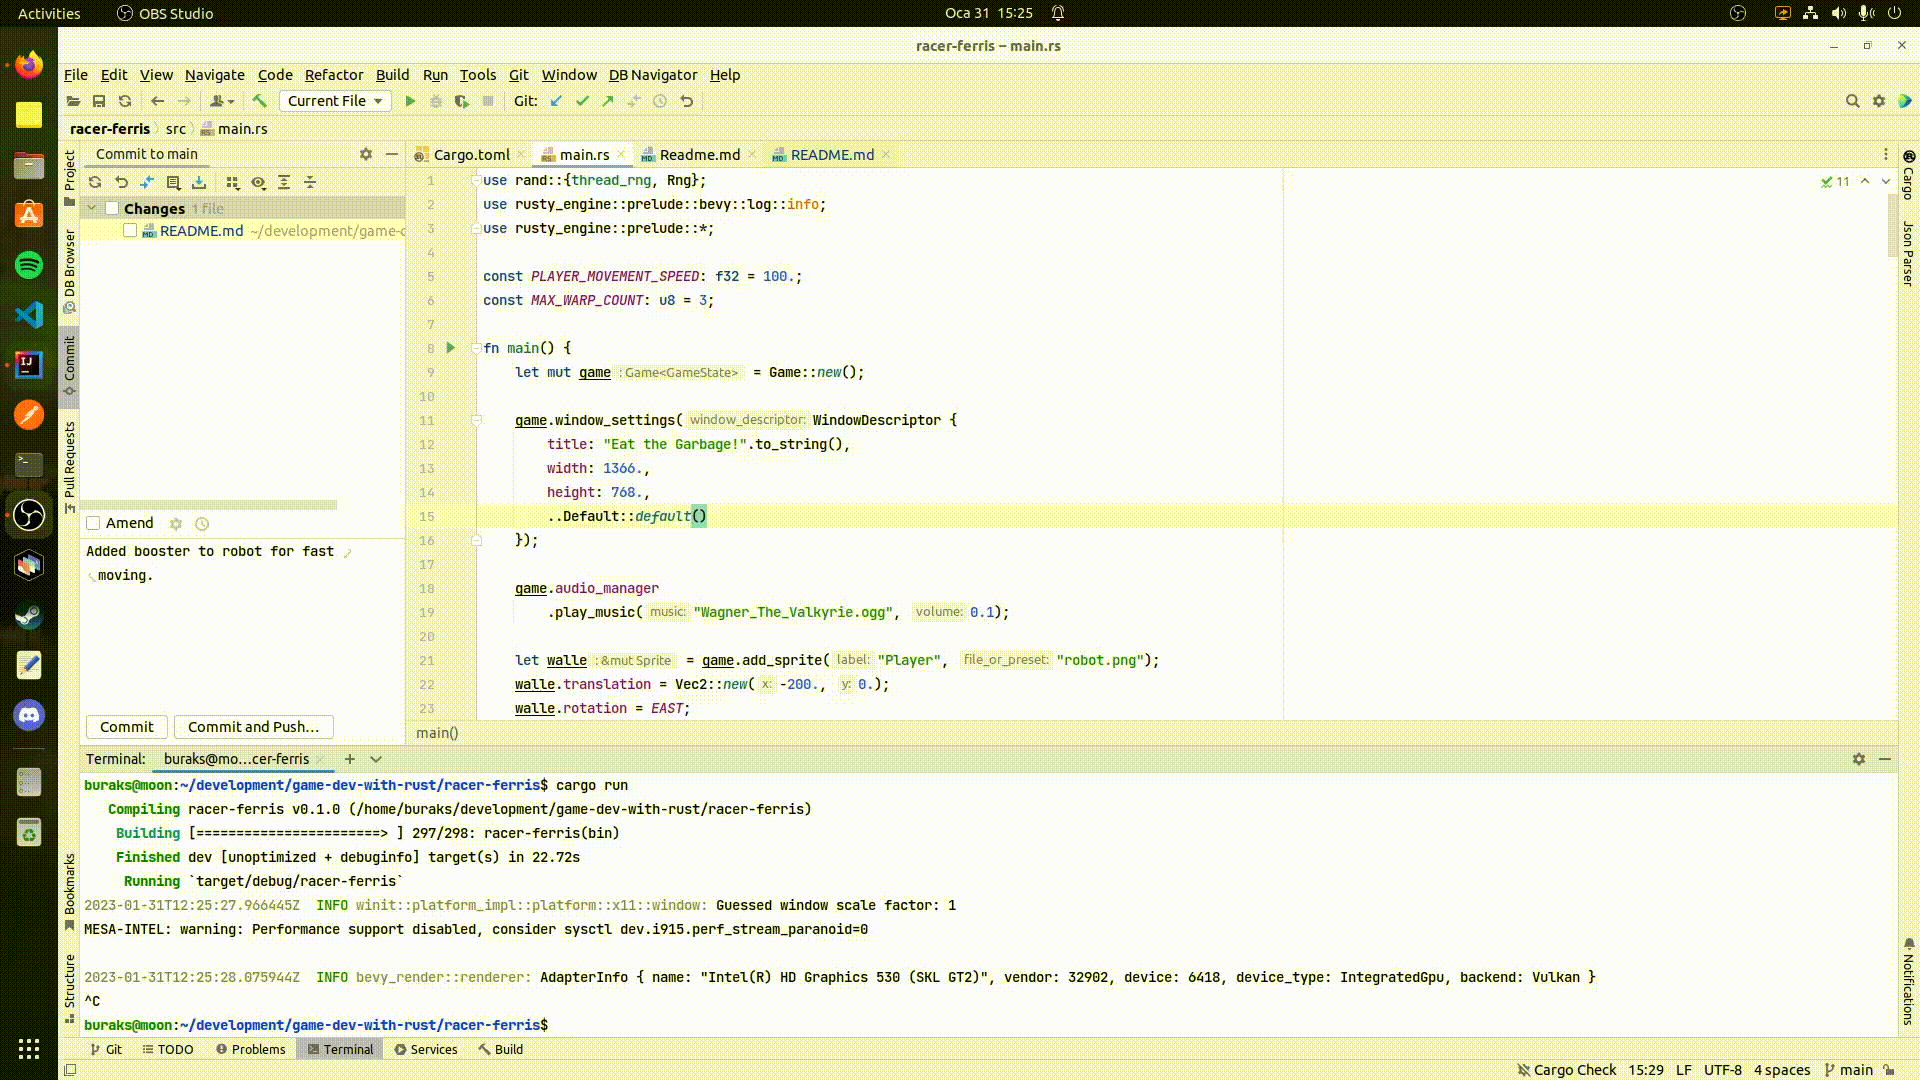 Activities OBS Studio Oca 31 15:25
racer-ferris – main.rs
File Edit View Navigate Code Refactor Build Run Tools Git Window DB Navigator Help
Current File Git:
racer-ferris src main.rs
Project
DB Browser
Commit
Pull Requests
Bookmarks
Structure
Commit to main
Changes 1 file
README.md ~/development/game-d
Amend
Added booster to robot for fast
moving.
Commit Commit and Push...
Cargo.toml main.rs Readme.md README.md
11
1 use rand::{thread_rng, Rng};
2 use rusty_engine::prelude::bevy::log::info;
3 use rusty_engine::prelude::*;
4
5 const PLAYER_MOVEMENT_SPEED: f32 = 100.;
6 const MAX_WARP_COUNT: u8 = 3;
7
8 fn main() {
9 let mut game : Game<GameState> = Game::new();
10
11 game.window_settings( window_descriptor: WindowDescriptor {
12 title: "Eat the Garbage!".to_string(),
13 width: 1366.,
14 height: 768.,
15 ..Default::default()
16 });
17
18 game.audio_manager
19 .play_music( music: "Wagner_The_Valkyrie.ogg", volume: 0.1);
20
21 let walle : &mut Sprite = game.add_sprite( label: "Player", file_or_preset: "robot.png");
22 walle.translation = Vec2::new( x: -200., y: 0.);
23 walle.rotation = EAST;
main()
Cargo
Json Parser
Notifications
Terminal: buraks@mo...cer-ferris
buraks@moon:~/development/game-dev-with-rust/racer-ferris$ cargo run
Compiling racer-ferris v0.1.0 (/home/buraks/development/game-dev-with-rust/racer-ferris)
Building [=======================> ] 297/298: racer-ferris(bin)
Finished dev [unoptimized + debuginfo] target(s) in 22.72s
Running `target/debug/racer-ferris`
2023-01-31T12:25:27.966445Z INFO winit::platform_impl::platform::x11::window: Guessed window scale factor: 1
MESA-INTEL: warning: Performance support disabled, consider sysctl dev.i915.perf_stream_paranoid=0
2023-01-31T12:25:28.075944Z INFO bevy_render::renderer: AdapterInfo { name: "Intel(R) HD Graphics 530 (SKL GT2)", vendor: 32902, device: 6418, device_type: IntegratedGpu, backend: Vulkan }
^C
buraks@moon:~/development/game-dev-with-rust/racer-ferris$
Git TODO Problems Terminal Services Build
Cargo Check 15:29 LF UTF-8 4 spaces main